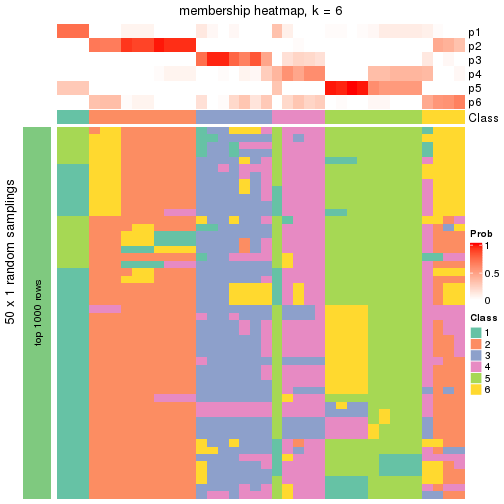 membership heatmap, k = 6
p1
p2
p3
p4
p5
p6
Class
50 x 1 random samplings
top 1000 rows
Prob
1
0.5
0
Class
1
2
3
4
5
6